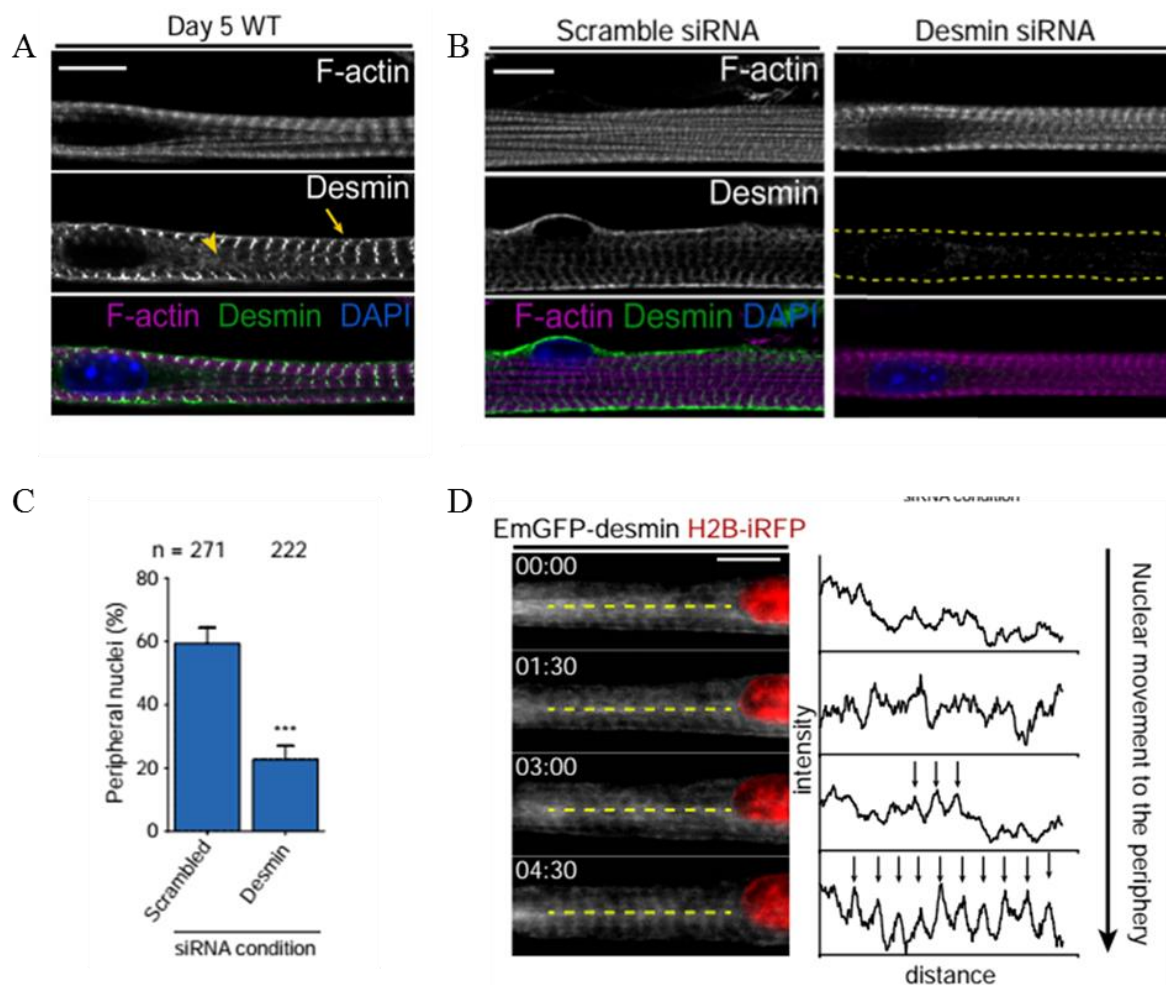 A
Day 5 WT
F-actin
Desmin
F-actin Desmin DAPI
B
Scramble siRNA
Desmin siRNA
F-actin
Desmin
F-actin Desmin DAPI
C
n = 271 222
Peripheral nuclei (%)
80
60
40
20
0
***
Scrambled
Desmin
siRNA condition
D
siRNA condition
EmGFP-desmin H2B-iRFP
00:00
01:30
03:00
04:30
intensity
distance
Nuclear movement to the periphery